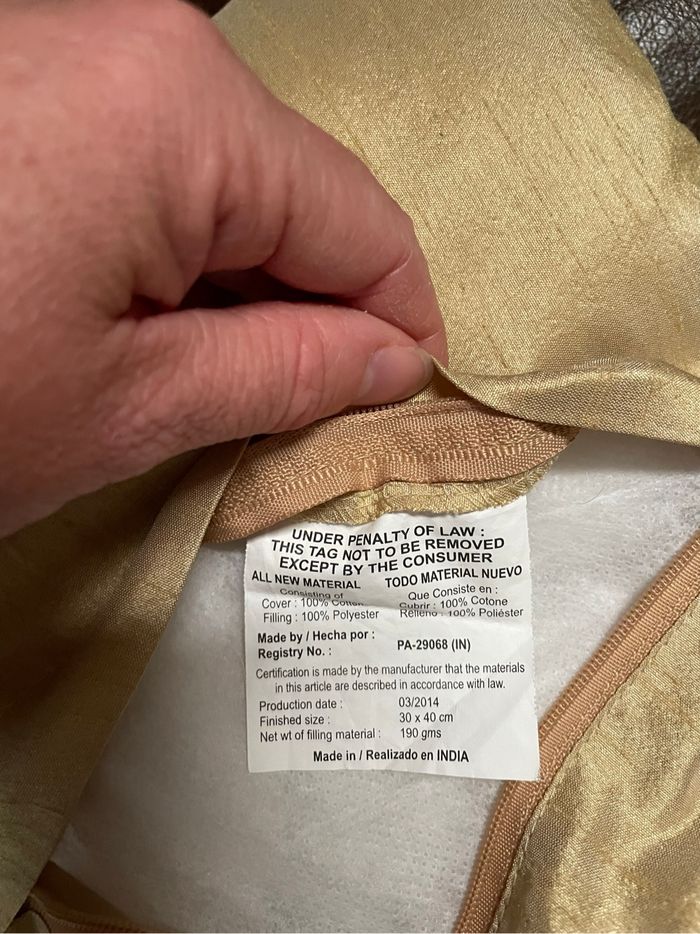 UNDER PENALTY OF LAW :
THIS TAG NOT TO BE REMOVED
EXCEPT BY THE CONSUMER
ALL NEW MATERIAL TODO MATERIAL NUEVO
Consisting of Que Consiste en :
Cover : 100% Cotton Cubrir : 100% Cotone
Filling : 100% Polyester Relleno : 100% Poliéster
Made by / Hecha por :
Registry No. : PA-29068 (IN)
Certification is made by the manufacturer that the materials
in this article are described in accordance with law.
Production date : 03/2014
Finished size : 30 x 40 cm
Net wt of filling material : 190 gms
Made in / Realizado en INDIA